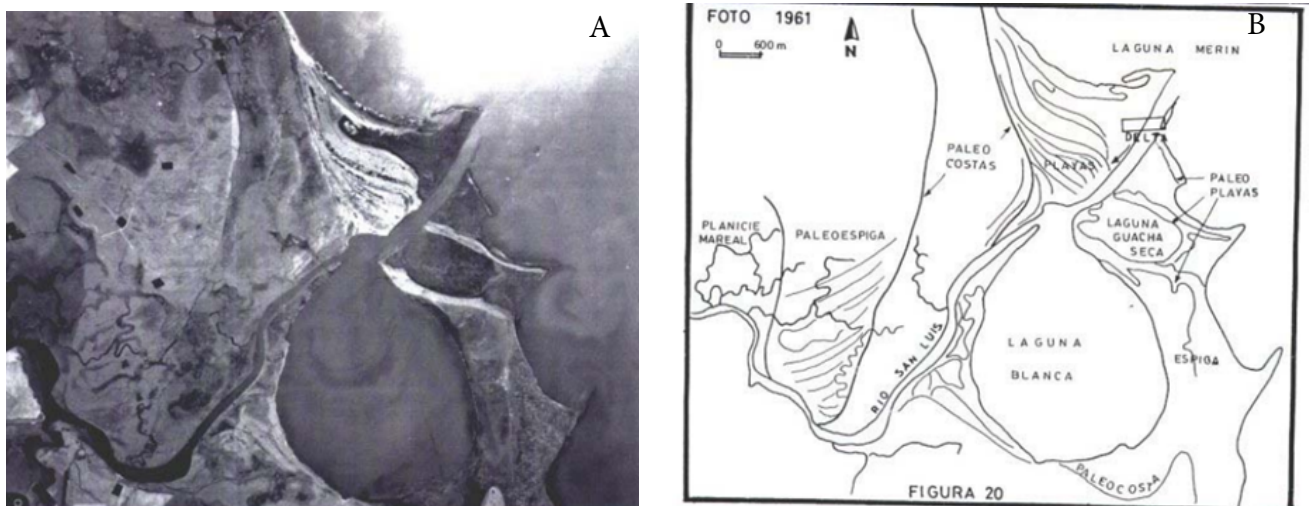 A
FOTO 1961
B
0 600 m
N
LAGUNA MERIN
DELTA
PALEO
COSTAS
PLAYAS
PALEO
PLAYAS
PLANICIE
MAREAL
PALEOESPIGA
LAGUNA
GUACHA
SECA
RIO SAN LUIS
LAGUNA
BLANCA
ESPIGA
PALEOCOSTA
FIGURA 20